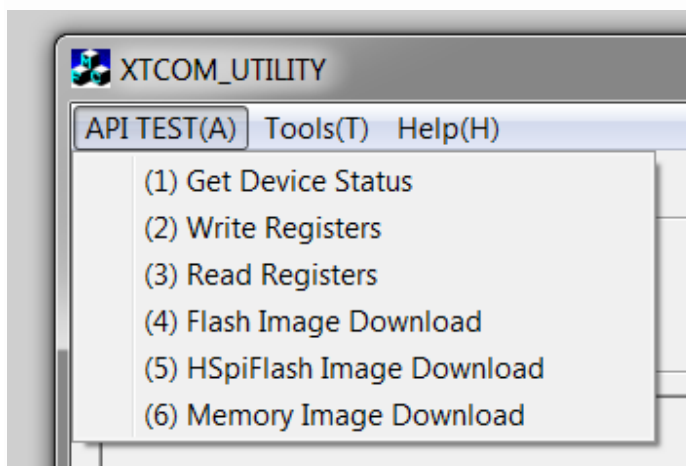 XTCOM_UTILITY
API TEST(A) Tools(T) Help(H)
(1) Get Device Status
(2) Write Registers
(3) Read Registers
(4) Flash Image Download
(5) HSpiFlash Image Download
(6) Memory Image Download